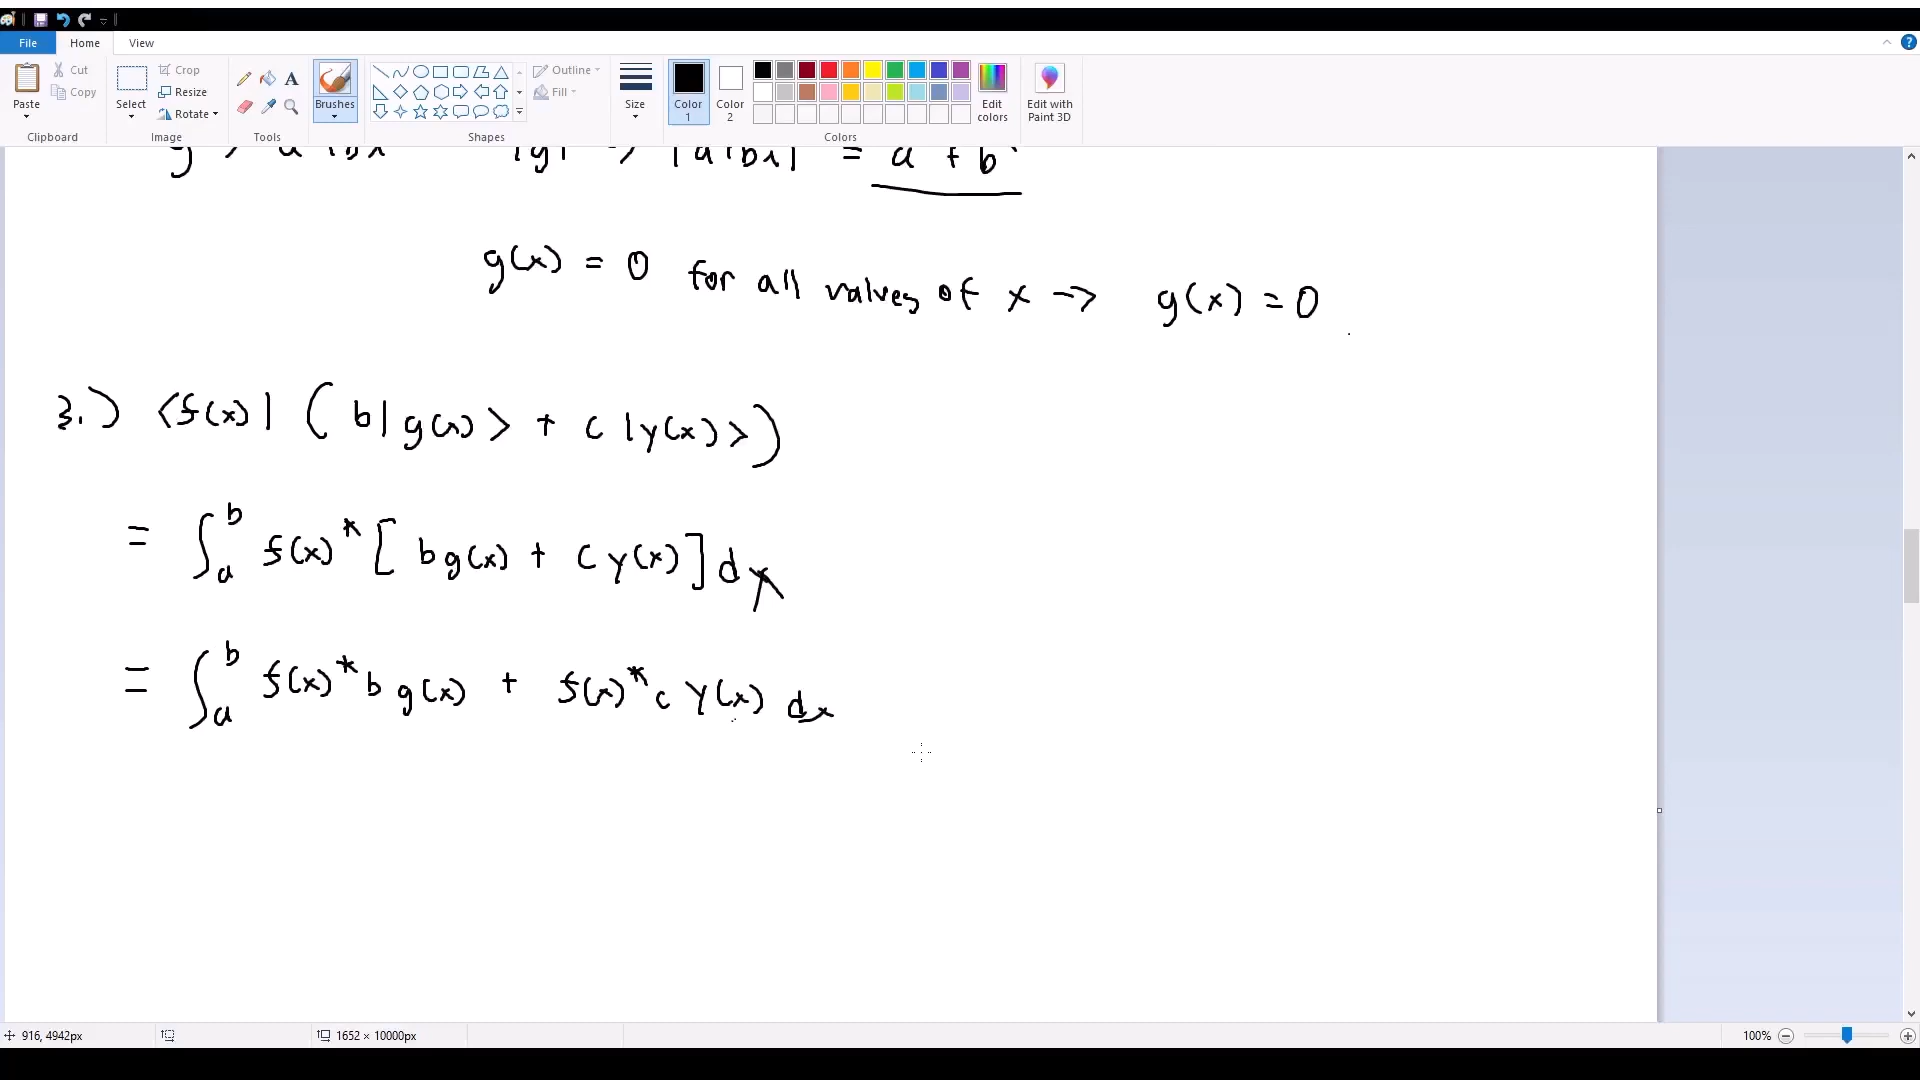 File Home View
Paste Cut Copy Clipboard
Select Crop Resize Rotate Image
Tools
Brushes
Shapes
Outline Fill
Size
Color 1 Color 2 Edit colors Colors
Edit with Paint 3D
g → a + bi |g| → |a+bi| = a + b
g(x) = 0 for all values of x → g(x) = 0
3.) <f(x)| ( b|g(x)> + c|y(x)> )
= ∫_a^b f(x)* [ b g(x) + c y(x) ] dx
= ∫_a^b f(x)* b g(x) + f(x)* c y(x) dx
916, 4942px 1652 × 10000px 100%